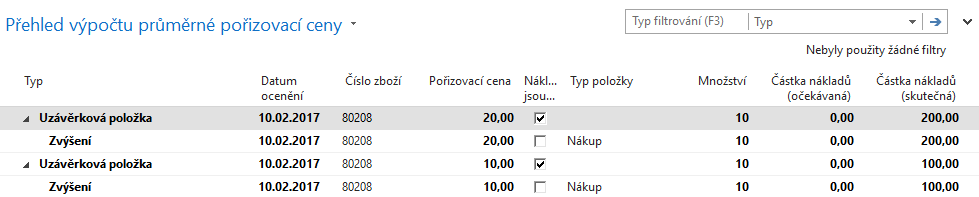 Přehled výpočtu průměrné pořizovací ceny
Typ filtrování (F3) Typ
Nebyly použity žádné filtry
Typ Datum ocenění Číslo zboží Pořizovací cena Nákl... jsou... Typ položky Množství Částka nákladů (očekávaná) Částka nákladů (skutečná)
Uzávěrková položka 10.02.2017 80208 20,00 10 0,00 200,00
Zvýšení 10.02.2017 80208 20,00 Nákup 10 0,00 200,00
Uzávěrková položka 10.02.2017 80208 10,00 10 0,00 100,00
Zvýšení 10.02.2017 80208 10,00 Nákup 10 0,00 100,00